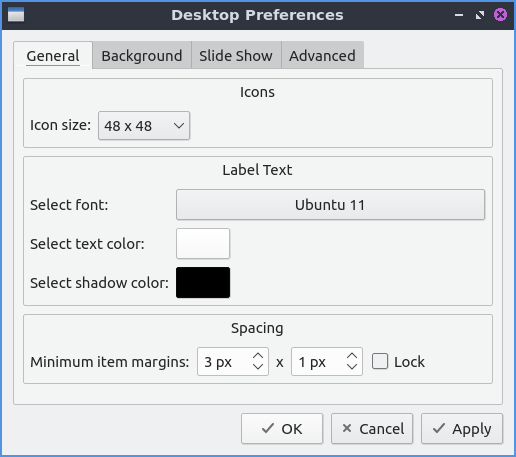 Desktop Preferences
General Background Slide Show Advanced
Icons
Icon size: 48 x 48
Label Text
Select font: Ubuntu 11
Select text color:
Select shadow color:
Spacing
Minimum item margins: 3 px x 1 px Lock
OK Cancel Apply